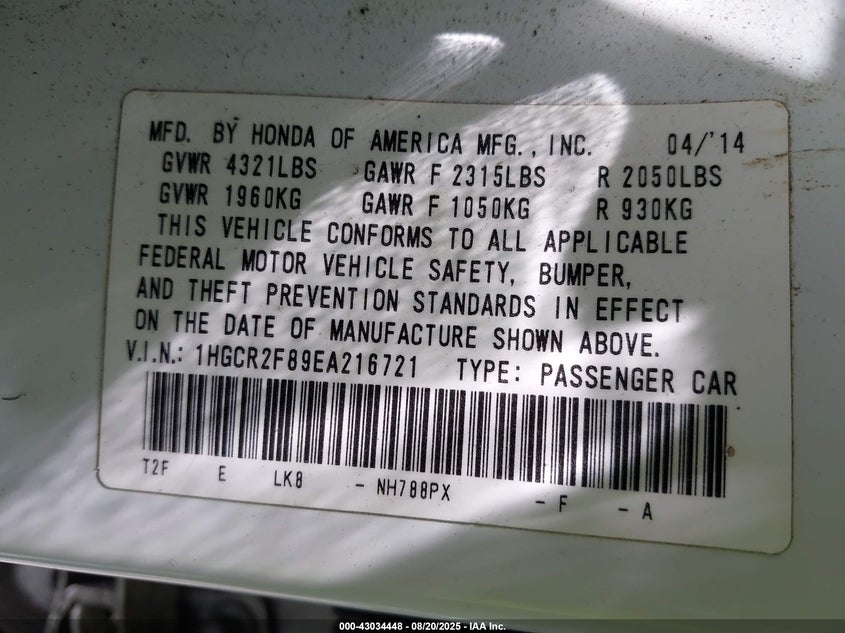 MFD. BY HONDA OF AMERICA MFG., INC. 04/'14
GVWR 4321LBS GAWR F 2315LBS R 2050LBS
GVWR 1960KG GAWR F 1050KG R 930KG
THIS VEHICLE CONFORMS TO ALL APPLICABLE
FEDERAL MOTOR VEHICLE SAFETY, BUMPER,
AND THEFT PREVENTION STANDARDS IN EFFECT
ON THE DATE OF MANUFACTURE SHOWN ABOVE.
V.I.N.: 1HGCR2F89EA216721 TYPE: PASSENGER CAR
T2F E LK8 - NH788PX - F - A
000-43034448 - 08/20/2025 - IAA Inc.